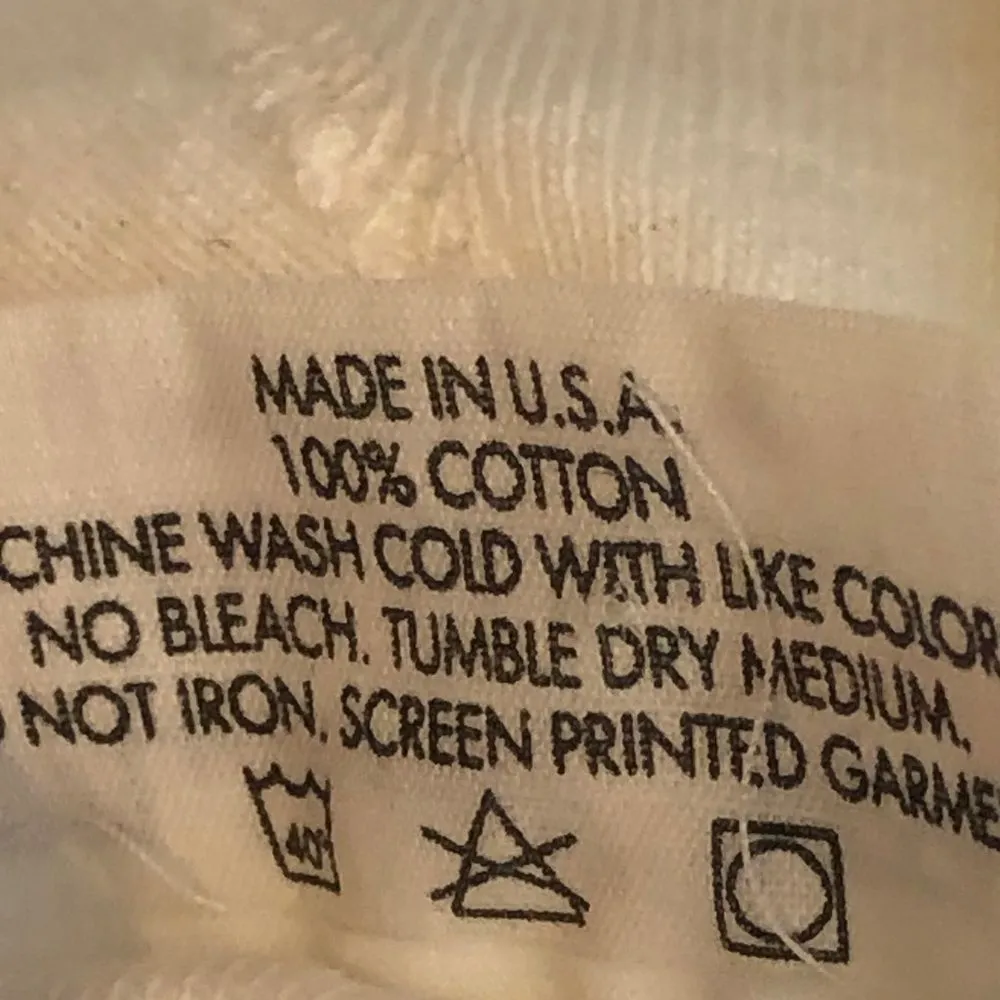 MADE IN U.S.A.
100% COTTON
CHINE WASH COLD WITH LIKE COLOR
NO BLEACH. TUMBLE DRY MEDIUM.
NOT IRON. SCREEN PRINTED GARME
40